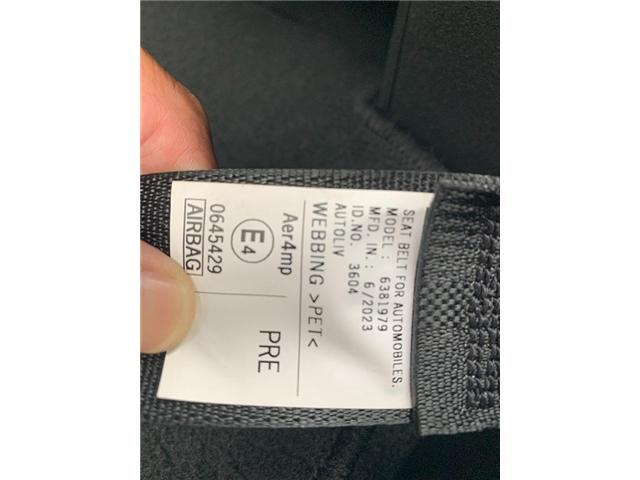 SEAT BELT FOR AUTOMOBILES.
MODEL : 6381979
MFD. IN. : 6/2023
ID.NO. 3604
AUTOLIV
WEBBING >PET<
Aer4mp
E4
PRE
0645429
AIRBAG